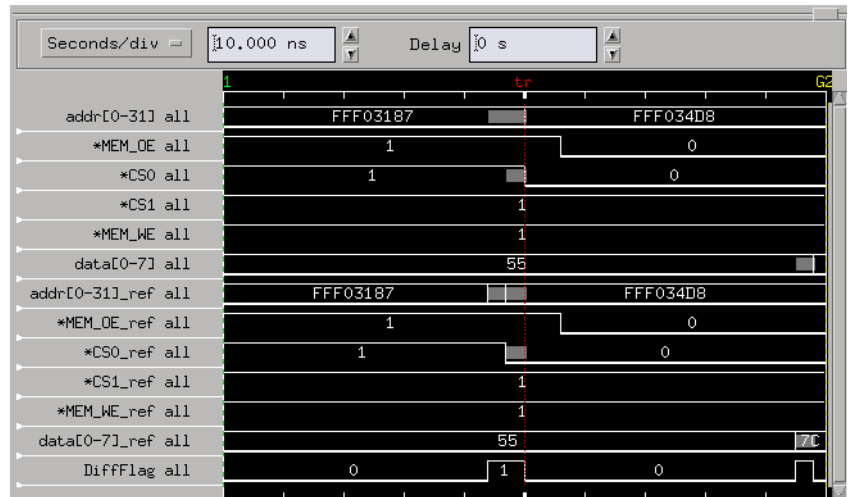 Seconds/div 10.000 ns Delay 0 s
1 tr G2
addr[0-31] all FFF03187 FFF034D8
*MEM_OE all 1 0
*CS0 all 1 0
*CS1 all 1
*MEM_WE all 1
data[0-7] all 55
addr[0-31]_ref all FFF03187 FFF034D8
*MEM_OE_ref all 1 0
*CS0_ref all 1 0
*CS1_ref all 1
*MEM_WE_ref all 1
data[0-7]_ref all 55 7C
DiffFlag all 0 1 0